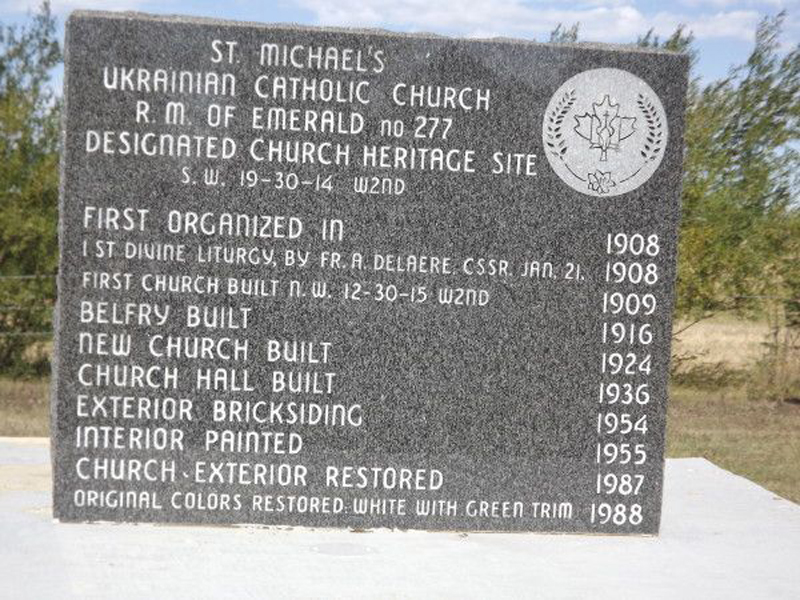 ST. MICHAEL'S
UKRAINIAN CATHOLIC CHURCH
R.M. OF EMERALD no 277
DESIGNATED CHURCH HERITAGE SITE
S.W. 19-30-14 W2ND
FIRST ORGANIZED IN 1908
1 ST DIVINE LITURGY, BY FR. A. DELAERE, CSSR. JAN. 21. 1908
FIRST CHURCH BUILT N.W. 12-30-15 W2ND 1909
BELFRY BUILT 1916
NEW CHURCH BUILT 1924
CHURCH HALL BUILT 1936
EXTERIOR BRICKSIDING 1954
INTERIOR PAINTED 1955
CHURCH EXTERIOR RESTORED 1987
ORIGINAL COLORS RESTORED: WHITE WITH GREEN TRIM 1988